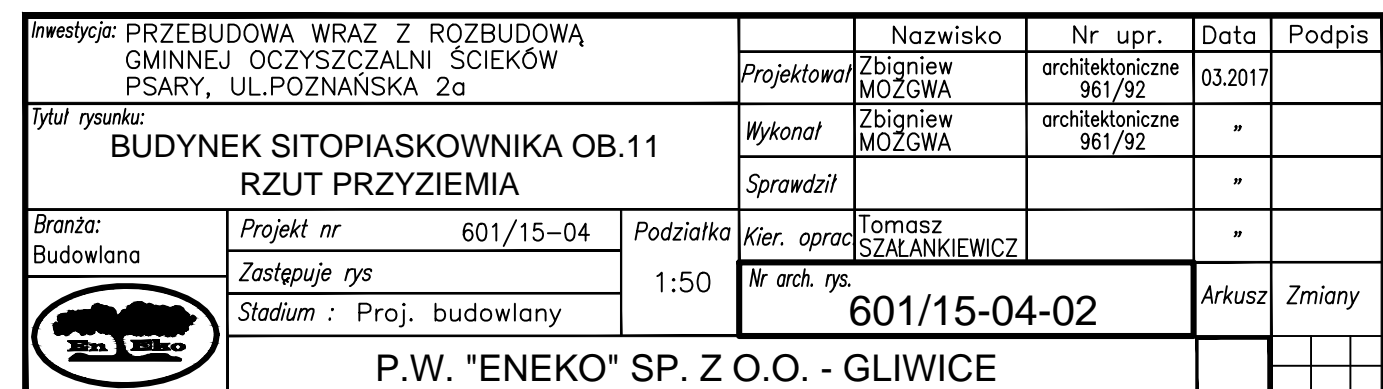 Inwestycja: PRZEBUDOWA WRAZ Z ROZBUDOWĄ
GMINNEJ OCZYSZCZALNI ŚCIEKÓW
PSARY, UL.POZNAŃSKA 2a
Nazwisko Nr upr. Data Podpis
Projektował Zbigniew MOZGWA architektoniczne 961/92 03.2017
Tytuł rysunku:
BUDYNEK SITOPIASKOWNIKA OB.11
RZUT PRZYZIEMIA
Wykonał Zbigniew MOZGWA architektoniczne 961/92 "
Sprawdził "
Branża:
Budowlana
Projekt nr 601/15-04
Podziałka
1:50
Kier. oprac Tomasz SZAŁANKIEWICZ "
Zastępuje rys
Stadium : Proj. budowlany
Nr arch. rys.
601/15-04-02
Arkusz Zmiany
En Eko
P.W. "ENEKO" SP. Z O.O. - GLIWICE